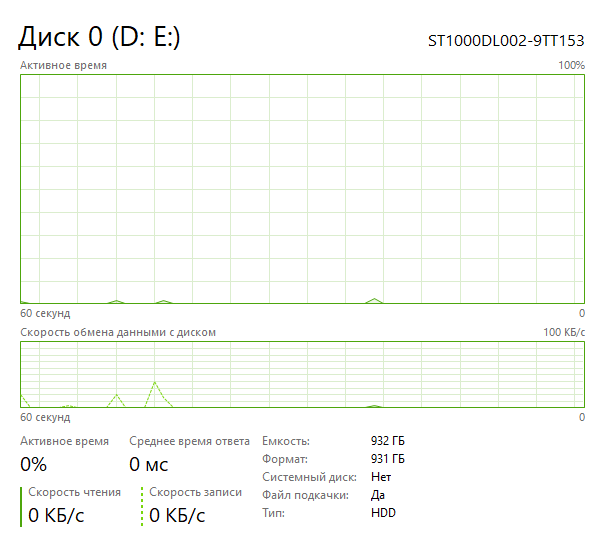 Диск 0 (D: E:) ST1000DL002-9TT153
Активное время 100%
60 секунд 0
Скорость обмена данными с диском 100 КБ/с
60 секунд 0
Активное время Среднее время ответа
0% 0 мс
Скорость чтения Скорость записи
0 КБ/с 0 КБ/с
Емкость: 932 ГБ
Формат: 931 ГБ
Системный диск: Нет
Файл подкачки: Да
Тип: HDD